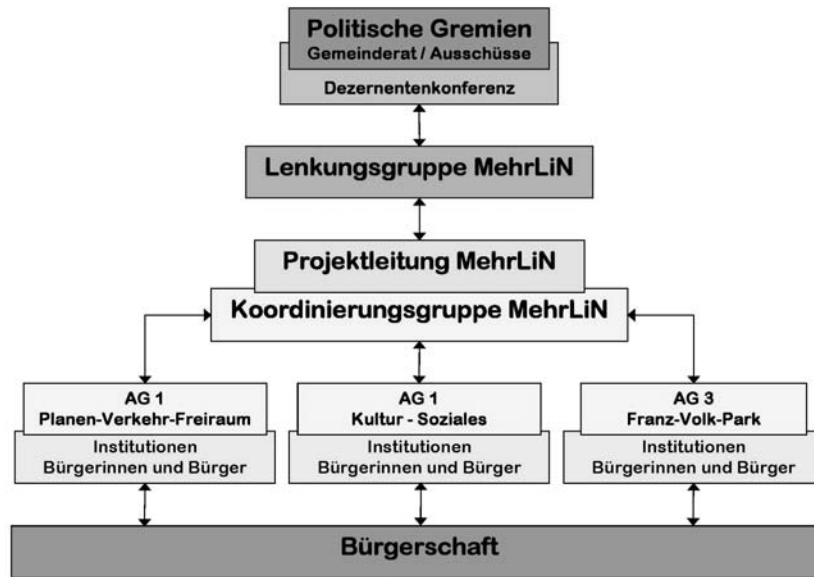 Politische Gremien
Gemeinderat / Ausschüsse
Dezernentenkonferenz
Lenkungsgruppe MehrLiN
Projektleitung MehrLiN
Koordinierungsgruppe MehrLiN
AG 1
Planen-Verkehr-Freiraum
Institutionen
Bürgerinnen und Bürger
AG 1
Kultur - Soziales
Institutionen
Bürgerinnen und Bürger
AG 3
Franz-Volk-Park
Institutionen
Bürgerinnen und Bürger
Bürgerschaft